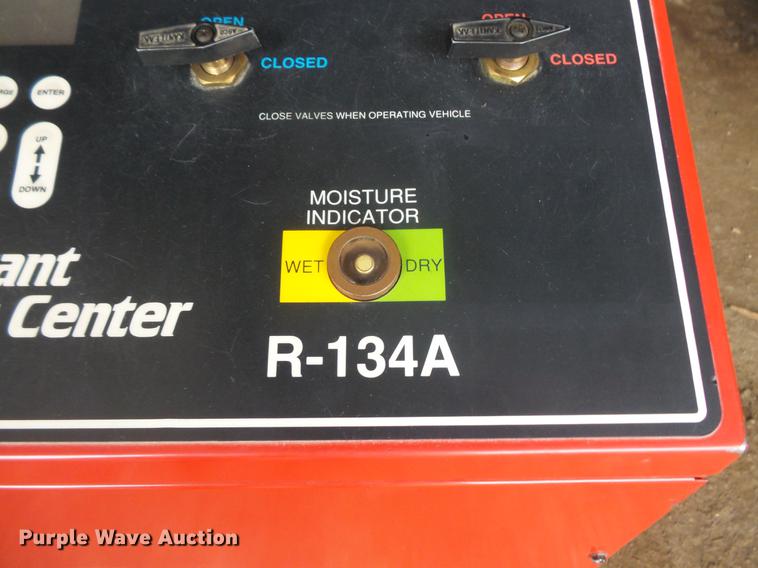 OPEN
OPEN
CLOSED
CLOSED
ENTER
CLOSE VALVES WHEN OPERATING VEHICLE
UP
DOWN
MOISTURE
INDICATOR
WET DRY
ant
Center
R-134A
Purple Wave Auction